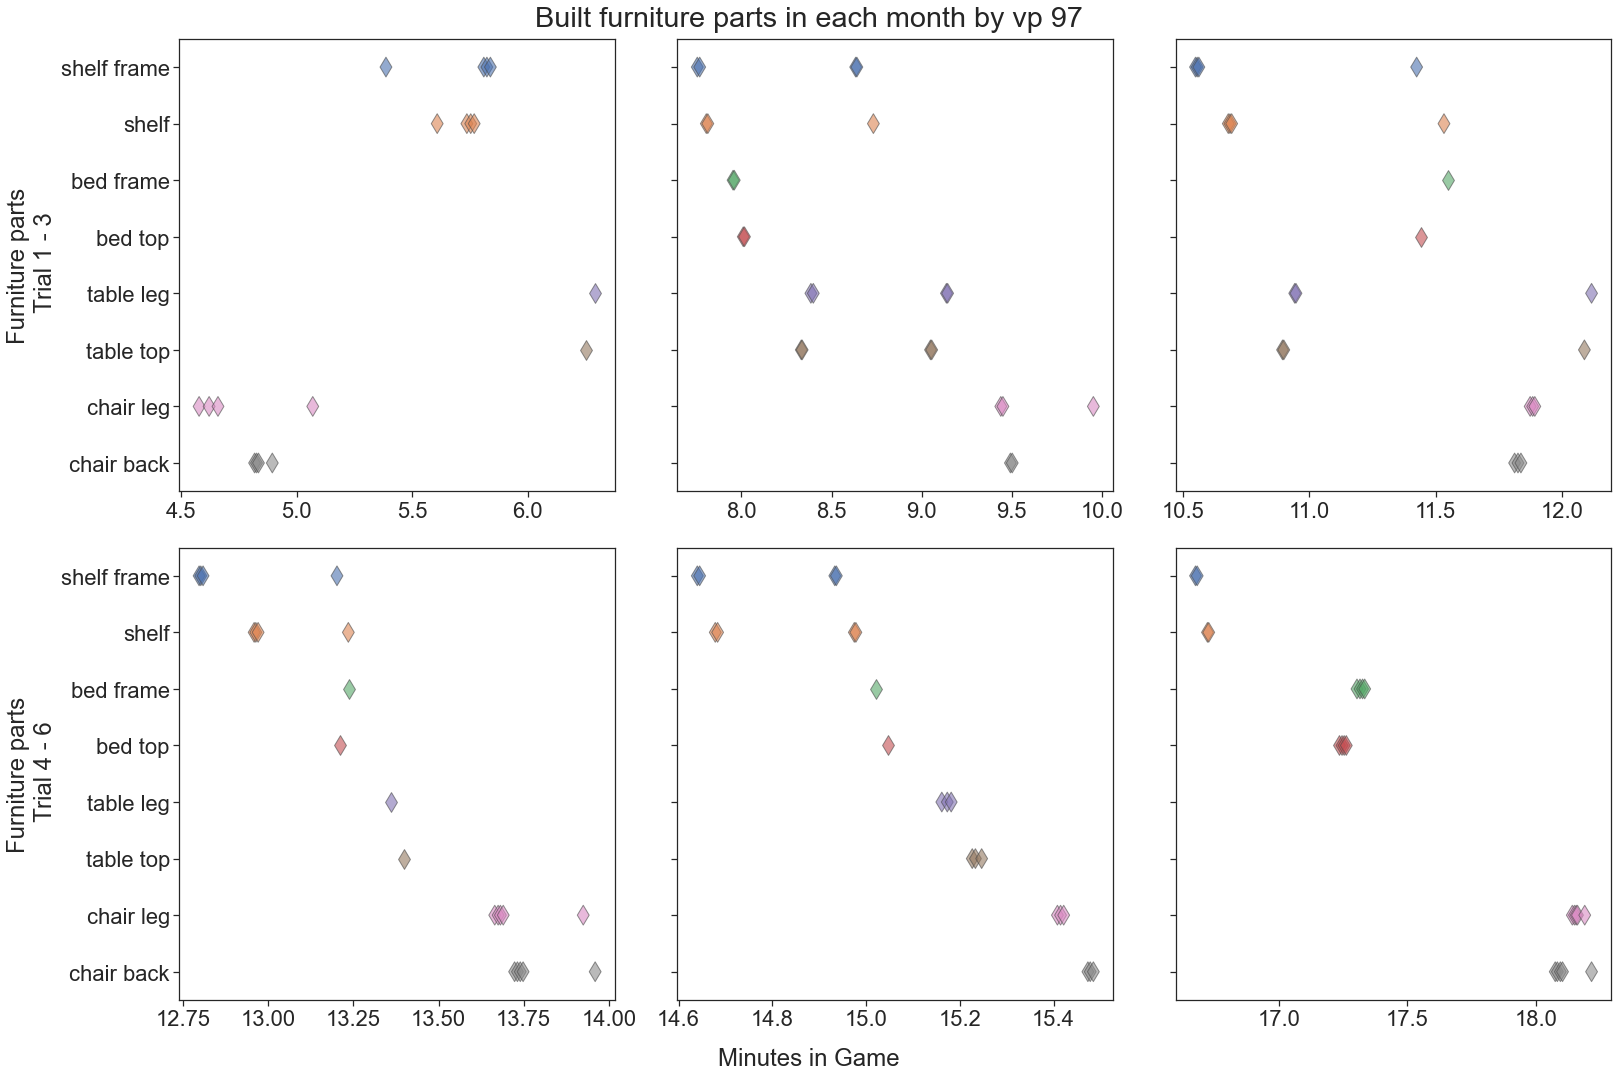 Built furniture parts in each month by vp 97
Furniture parts
Trial 1 - 3
shelf frame
shelf
bed frame
bed top
table leg
table top
chair leg
chair back
4.5 5.0 5.5 6.0
8.0 8.5 9.0 9.5 10.0
10.5 11.0 11.5 12.0
Furniture parts
Trial 4 - 6
shelf frame
shelf
bed frame
bed top
table leg
table top
chair leg
chair back
12.75 13.00 13.25 13.50 13.75 14.00
14.6 14.8 15.0 15.2 15.4
17.0 17.5 18.0
Minutes in Game